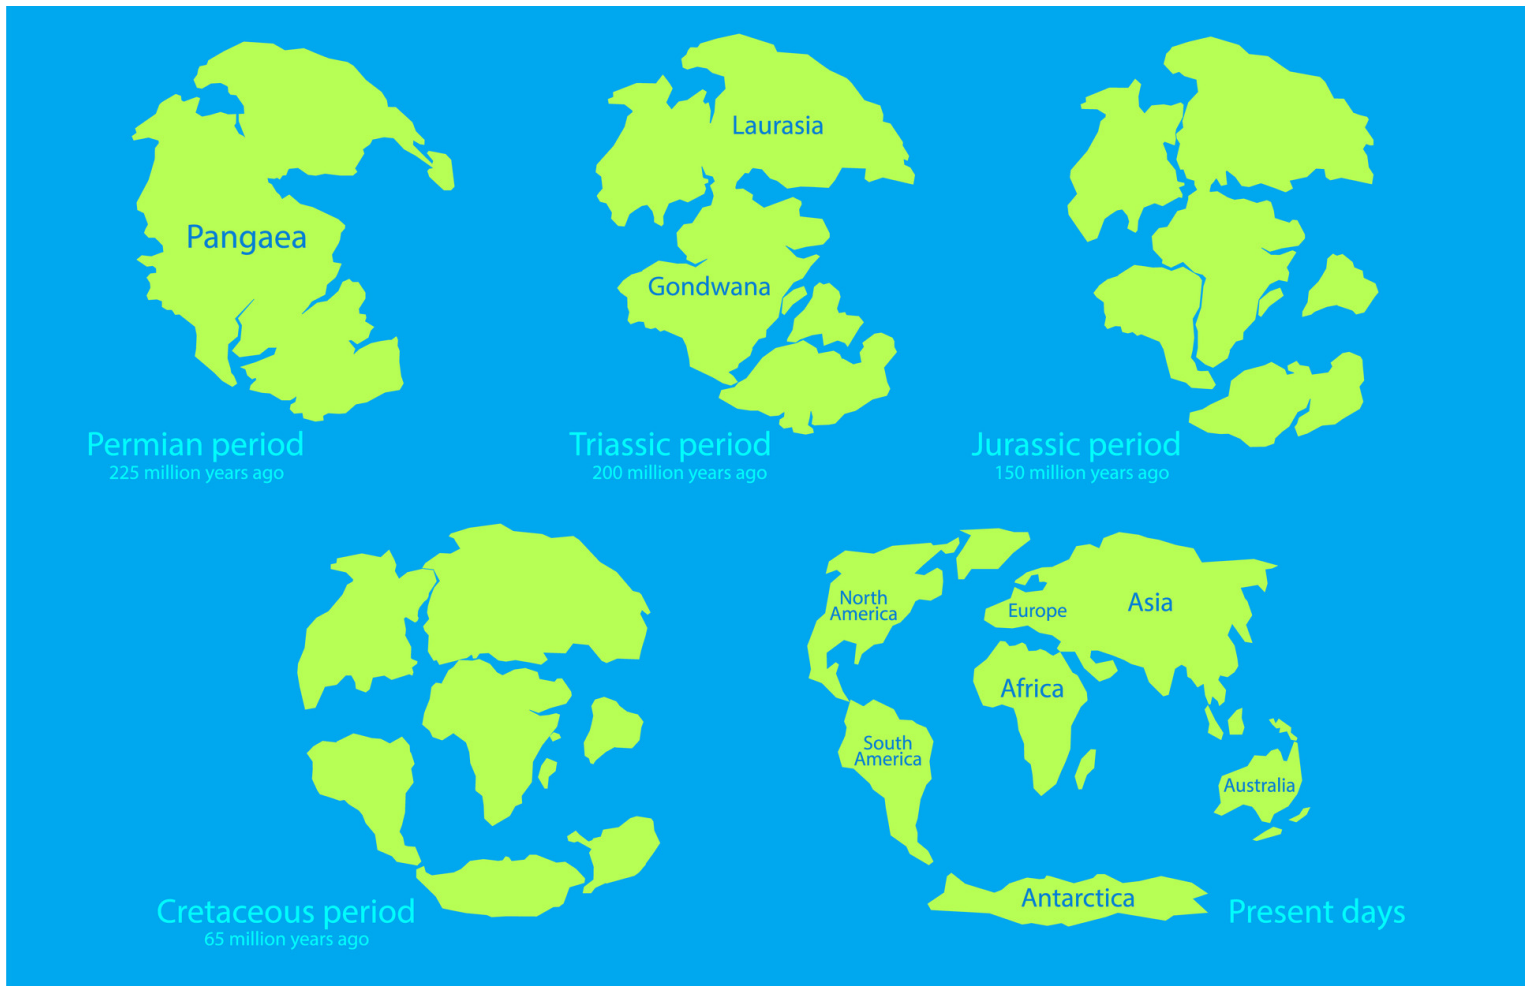 Laurasia
Pangaea
Gondwana
Permian period
225 million years ago
Triassic period
200 million years ago
Jurassic period
150 million years ago
North
America
Europe
Asia
Africa
South
America
Australia
Antarctica
Cretaceous period
65 million years ago
Present days